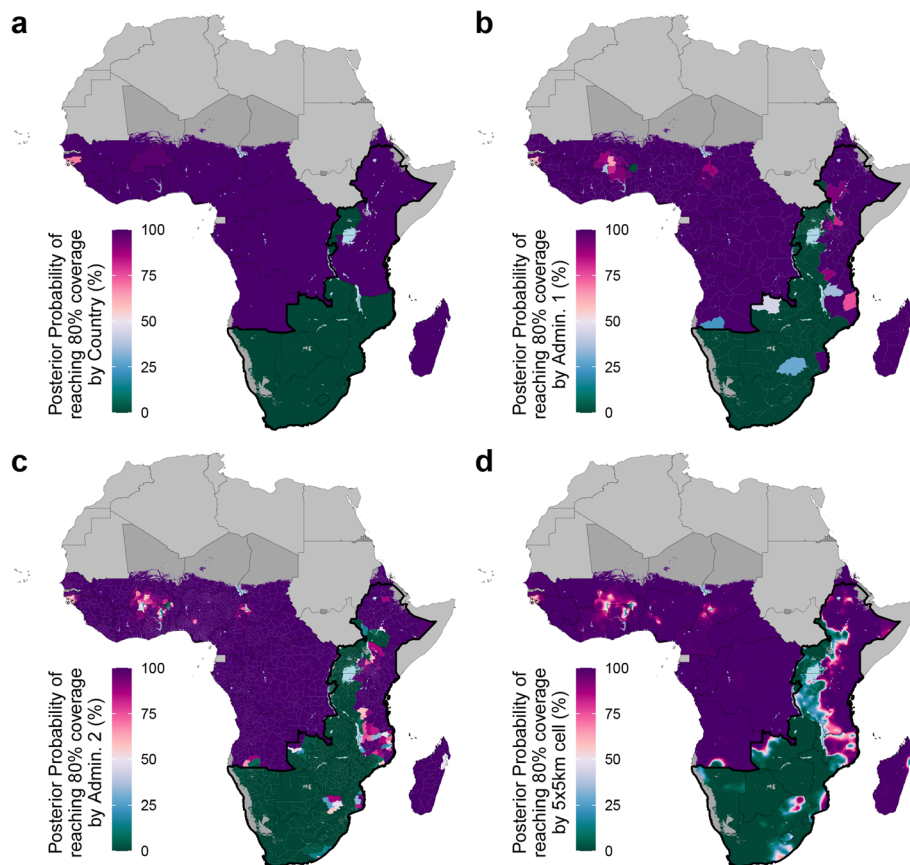 a
Posterior Probability of
reaching 80% coverage
by Country (%)
100
75
50
25
0
b
Posterior Probability of
reaching 80% coverage
by Admin. 1 (%)
100
75
50
25
0
c
Posterior Probability of
reaching 80% coverage
by Admin. 2 (%)
100
75
50
25
0
d
Posterior Probability of
reaching 80% coverage
by 5x5km cell (%)
100
75
50
25
0